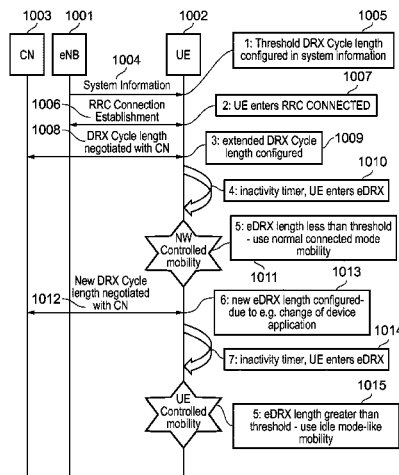 1003
1001
1002
1005
CN
eNB
UE
1004
System Information
1: Threshold DRX Cycle length
configured in system information
1007
1006
RRC Connection
Establishment
2: UE enters RRC CONNECTED
1008
DRX Cycle length
negotiated with CN
1009
3: extended DRX Cycle
length configured
1010
4: inactivity timer, UE enters eDRX
NW
Controlled
mobility
5: eDRX length less than threshold
- use normal connected mode
mobility
1011
1013
New DRX Cycle
length negotiated
with CN
1012
6: new eDRX length configured-
due to e.g. change of device
application
1014
7: inactivity timer, UE enters eDRX
1015
UE
Controlled
mobility
5: eDRX length greater than
threshold - use idle mode-like
mobility